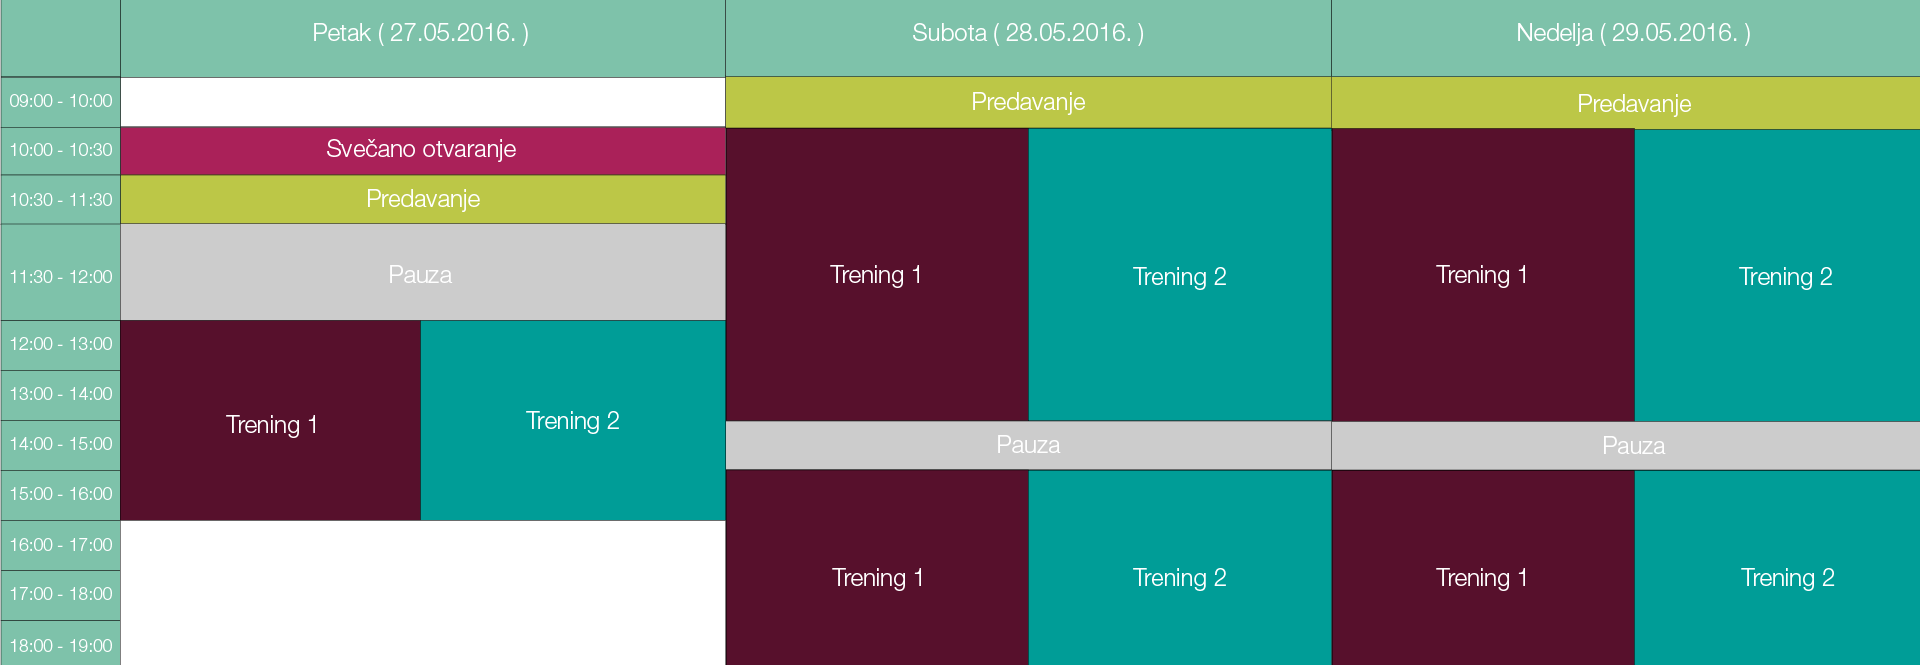 Petak ( 27.05.2016. )
Subota ( 28.05.2016. )
Nedelja ( 29.05.2016. )
09:00 - 10:00
Predavanje
Predavanje
10:00 - 10:30
Svečano otvaranje
10:30 - 11:30
Predavanje
11:30 - 12:00
Pauza
Trening 1
Trening 2
Trening 1
Trening 2
12:00 - 13:00
13:00 - 14:00
Trening 1
Trening 2
14:00 - 15:00
Pauza
Pauza
15:00 - 16:00
16:00 - 17:00
17:00 - 18:00
Trening 1
Trening 2
Trening 1
Trening 2
18:00 - 19:00